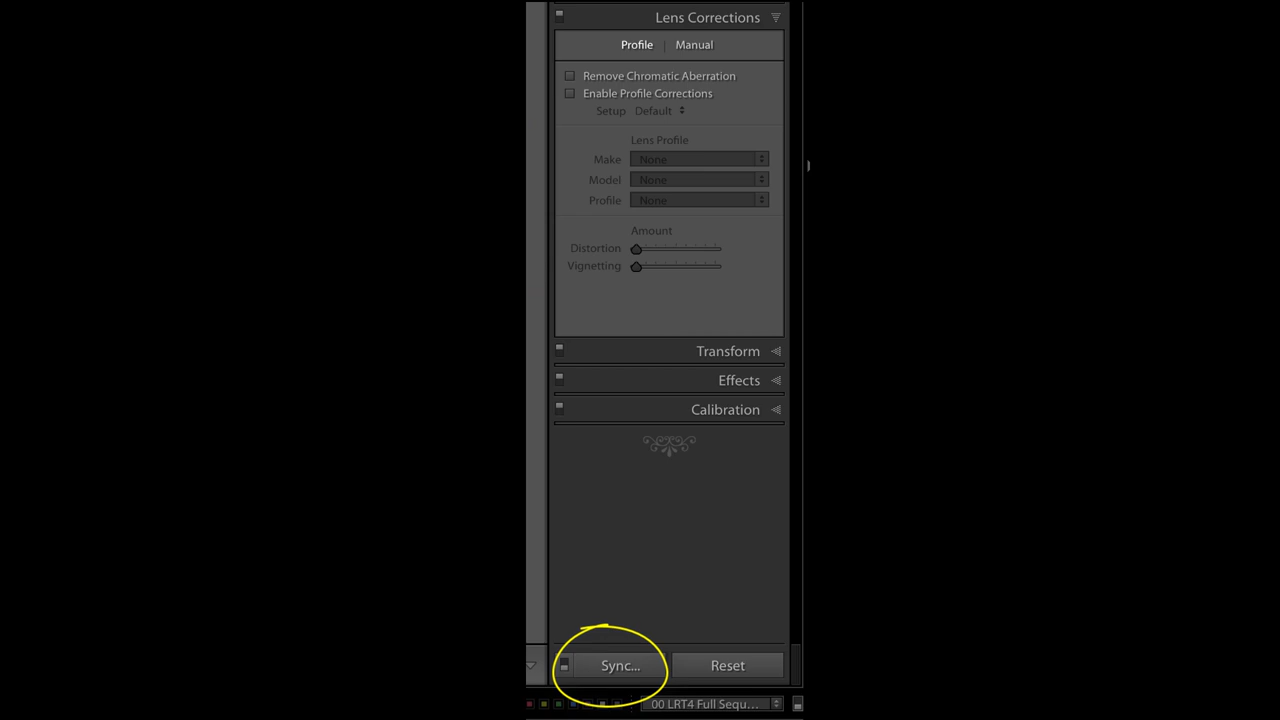 Lens Corrections
Profile | Manual
Remove Chromatic Aberration
Enable Profile Corrections
Setup Default
Lens Profile
Make None
Model None
Profile None
Amount
Distortion
Vignetting
Transform
Effects
Calibration
Sync... Reset
00 LRT4 Full Sequ...